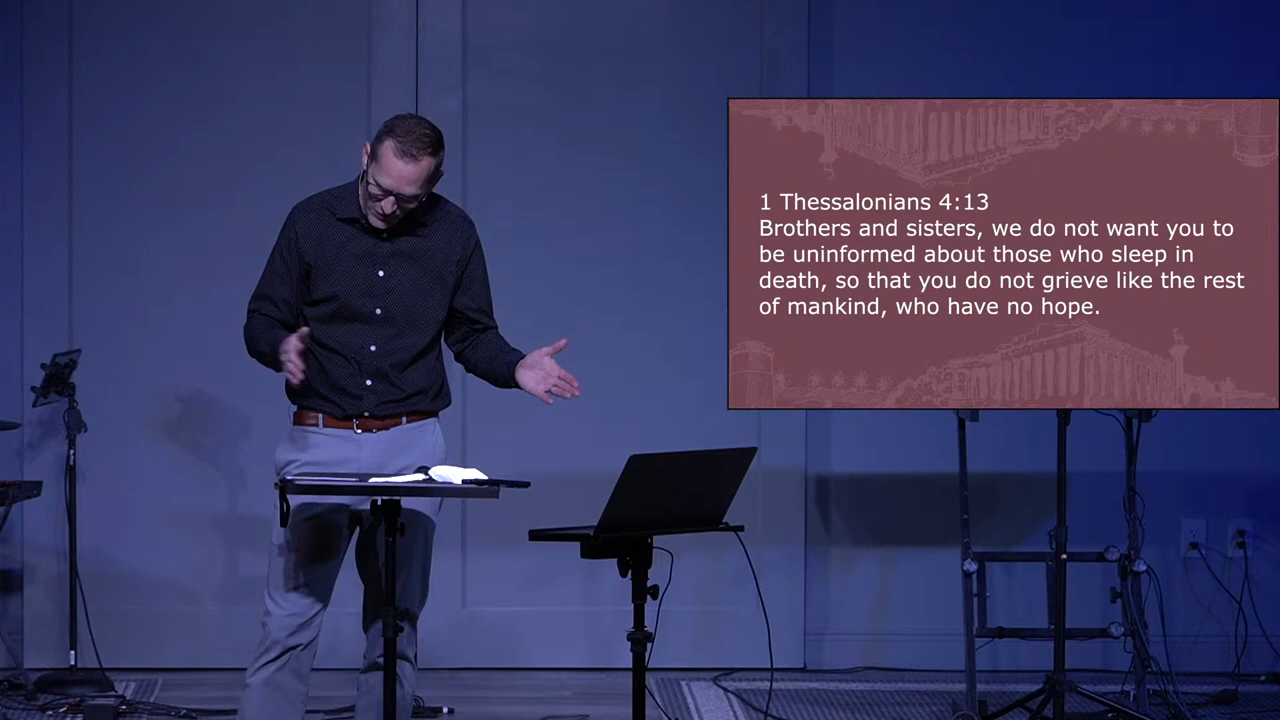 1 Thessalonians 4:13
Brothers and sisters, we do not want you to
be uninformed about those who sleep in
death, so that you do not grieve like the rest
of mankind, who have no hope.